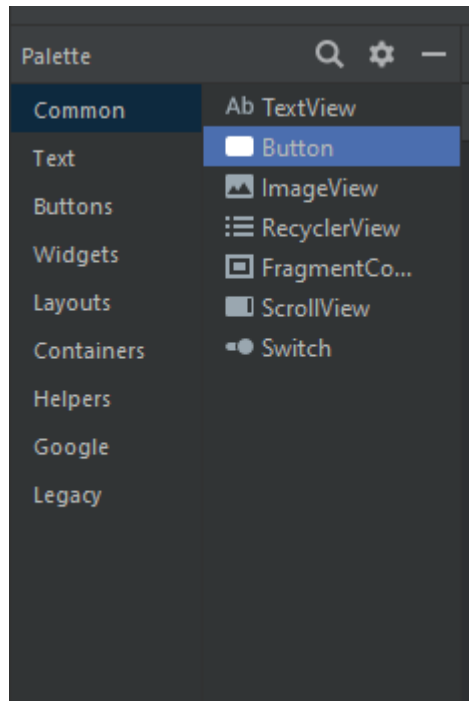 Palette
Common
Text
Buttons
Widgets
Layouts
Containers
Helpers
Google
Legacy
Ab TextView
Button
ImageView
RecyclerView
FragmentCo...
ScrollView
Switch